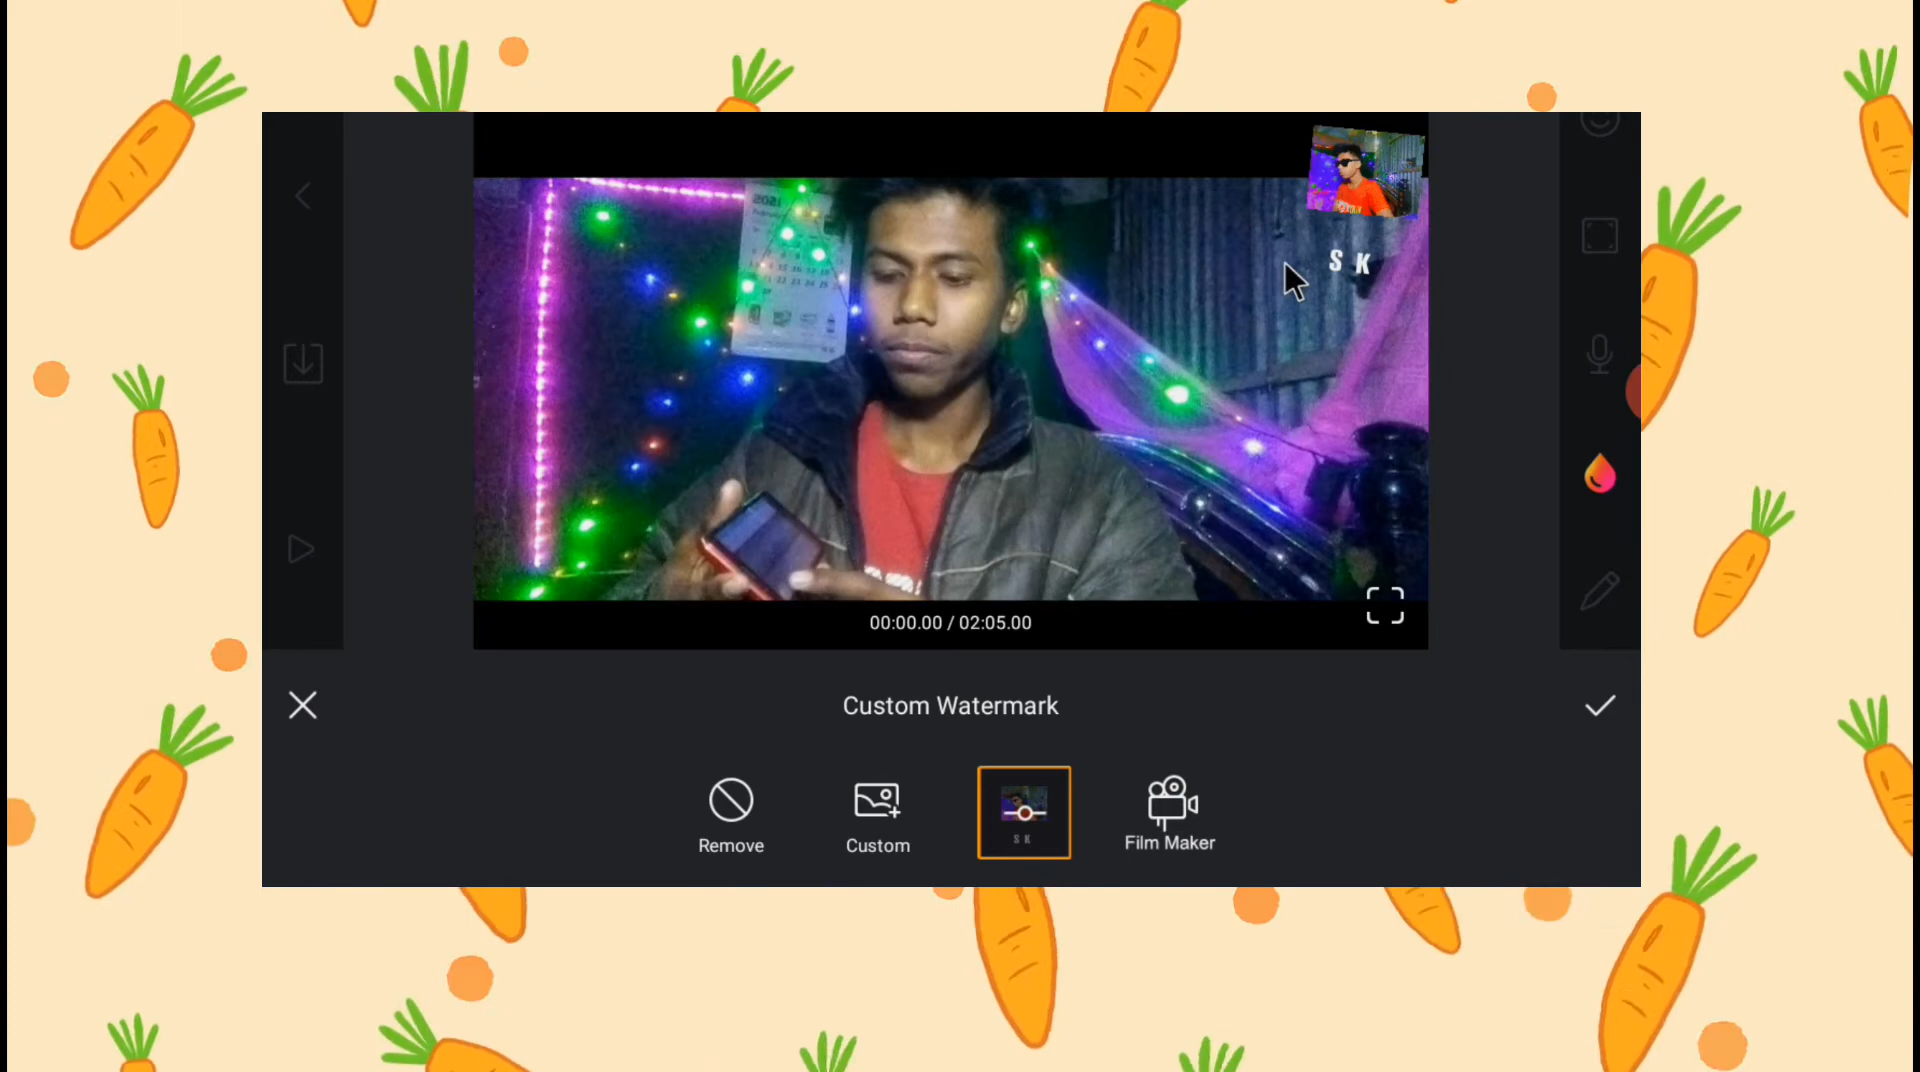 S K
00:00.00 / 02:05.00
Custom Watermark
Remove
Custom
S K
Film Maker